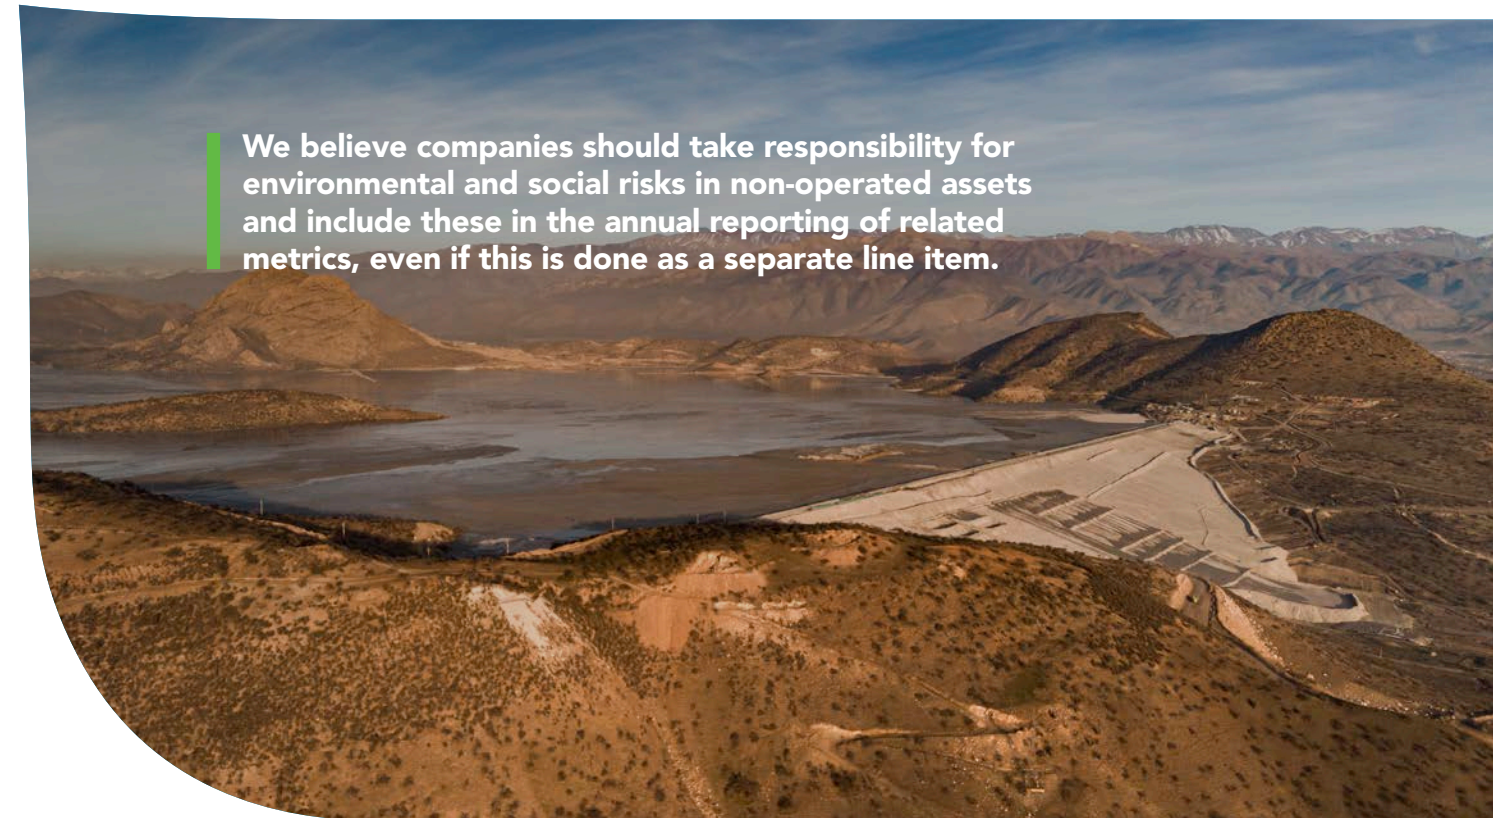 We believe companies should take responsibility for
environmental and social risks in non-operated assets
and include these in the annual reporting of related
metrics, even if this is done as a separate line item.